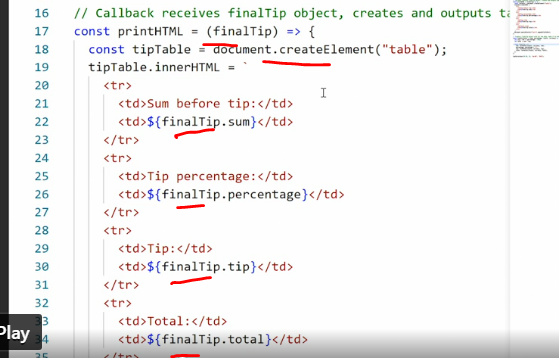 16 // Callback receives finalTip object, creates and outputs ta
17 const printHTML = (finalTip) => {
18 const tipTable = document.createElement("table");
19 tipTable.innerHTML = `
20 <tr>
21 <td>Sum before tip:</td>
22 <td>${finalTip.sum}</td>
23 </tr>
24 <tr>
25 <td>Tip percentage:</td>
26 <td>${finalTip.percentage}</td>
27 </tr>
28 <tr>
29 <td>Tip:</td>
30 <td>${finalTip.tip}</td>
31 </tr>
32 <tr>
33 <td>Total:</td>
Play
34 <td>${finalTip.total}</td>
35 </tr>